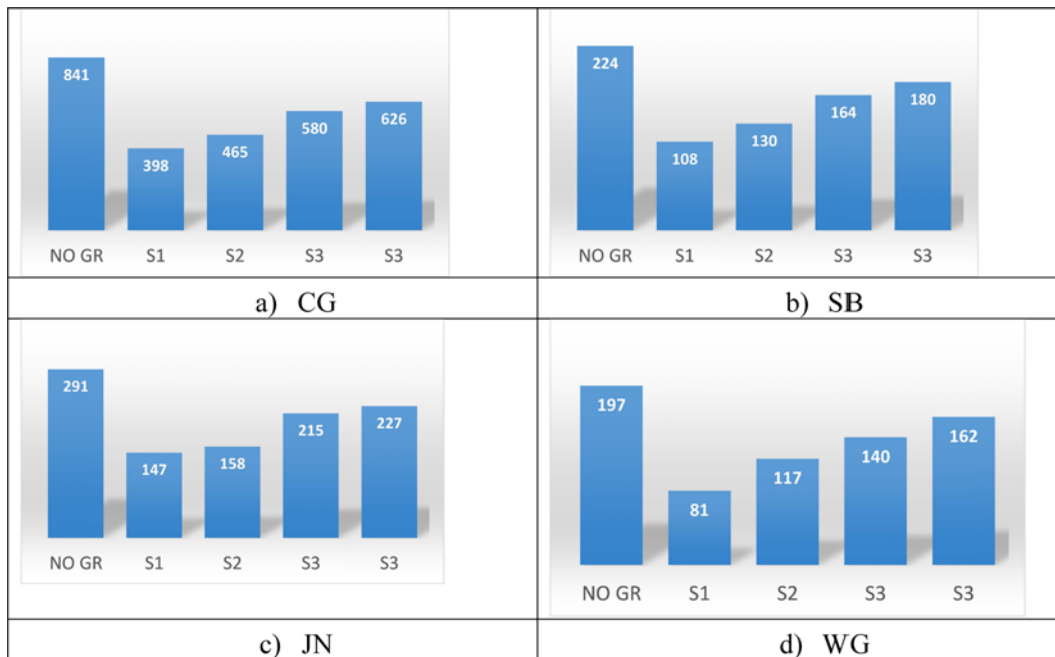 841
398
465
580
626
NO GR S1 S2 S3 S3
a) CG
224
108
130
164
180
NO GR S1 S2 S3 S3
b) SB
291
147
158
215
227
NO GR S1 S2 S3 S3
c) JN
197
81
117
140
162
NO GR S1 S2 S3 S3
d) WG